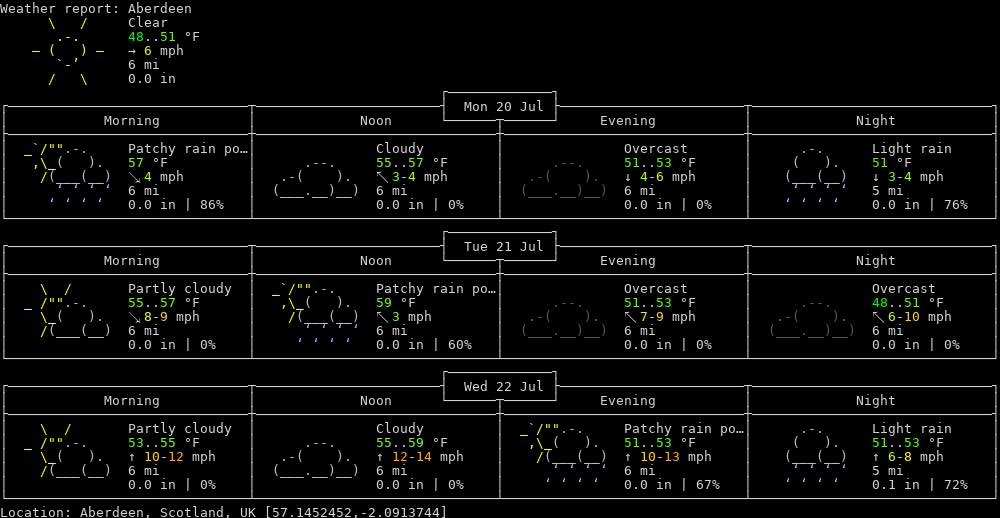 Weather report: Aberdeen
Clear
48..51 °F
→ 6 mph
6 mi
0.0 in
Mon 20 Jul
Morning Noon Evening Night
Patchy rain po… Cloudy Overcast Light rain
57 °F 55..57 °F 51..53 °F 51 °F
↘ 4 mph ↖ 3-4 mph ↓ 4-6 mph ↓ 3-4 mph
6 mi 6 mi 6 mi 5 mi
0.0 in | 86% 0.0 in | 0% 0.0 in | 0% 0.0 in | 76%
Tue 21 Jul
Morning Noon Evening Night
Partly cloudy Patchy rain po… Overcast Overcast
55..57 °F 59 °F 51..53 °F 48..51 °F
↘ 8-9 mph ↖ 3 mph ↖ 7-9 mph ↖ 6-10 mph
6 mi 6 mi 6 mi 6 mi
0.0 in | 0% 0.0 in | 60% 0.0 in | 0% 0.0 in | 0%
Wed 22 Jul
Morning Noon Evening Night
Partly cloudy Cloudy Patchy rain po… Light rain
53..55 °F 55..59 °F 51..53 °F 51..53 °F
↑ 10-12 mph ↑ 12-14 mph ↑ 10-13 mph ↑ 6-8 mph
6 mi 6 mi 6 mi 5 mi
0.0 in | 0% 0.0 in | 0% 0.0 in | 67% 0.1 in | 72%
Location: Aberdeen, Scotland, UK [57.1452452,-2.0913744]